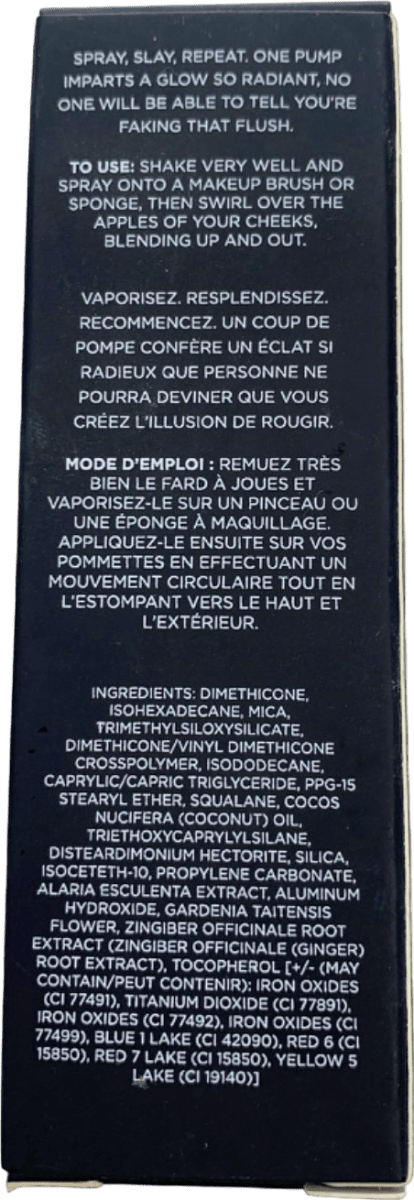 SPRAY, SLAY, REPEAT. ONE PUMP
IMPARTS A GLOW SO RADIANT, NO
ONE WILL BE ABLE TO TELL YOU'RE
FAKING THAT FLUSH.
TO USE: SHAKE VERY WELL AND
SPRAY ONTO A MAKEUP BRUSH OR
SPONGE, THEN SWIRL OVER THE
APPLES OF YOUR CHEEKS,
BLENDING UP AND OUT.
VAPORISEZ. RESPLENDISSEZ.
RECOMMENCEZ. UN COUP DE
POMPE CONFÈRE UN ÉCLAT SI
RADIEUX QUE PERSONNE NE
POURRA DEVINER QUE VOUS
CRÉEZ L'ILLUSION DE ROUGIR.
MODE D'EMPLOI : REMUEZ TRÈS
BIEN LE FARD À JOUES ET
VAPORISEZ-LE SUR UN PINCEAU OU
UNE ÉPONGE À MAQUILLAGE.
APPLIQUEZ-LE ENSUITE SUR VOS
POMMETTES EN EFFECTUANT UN
MOUVEMENT CIRCULAIRE TOUT EN
L'ESTOMPANT VERS LE HAUT ET
L'EXTÉRIEUR.
INGREDIENTS: DIMETHICONE,
ISOHEXADECANE, MICA,
TRIMETHYLSILOXYSILICATE,
DIMETHICONE/VINYL DIMETHICONE
CROSSPOLYMER, ISODODECANE,
CAPRYLIC/CAPRIC TRIGLYCERIDE, PPG-15
STEARYL ETHER, SQUALANE, COCOS
NUCIFERA (COCONUT) OIL,
TRIETHOXYCAPRYLYLSILANE,
DISTEARDIMONIUM HECTORITE, SILICA,
ISOCETETH-10, PROPYLENE CARBONATE,
ALARIA ESCULENTA EXTRACT, ALUMINUM
HYDROXIDE, GARDENIA TAITENSIS
FLOWER, ZINGIBER OFFICINALE ROOT
EXTRACT (ZINGIBER OFFICINALE (GINGER)
ROOT EXTRACT), TOCOPHEROL [+/- (MAY
CONTAIN/PEUT CONTENIR): IRON OXIDES
(CI 77491), TITANIUM DIOXIDE (CI 77891),
IRON OXIDES (CI 77492), IRON OXIDES (CI
77499), BLUE 1 LAKE (CI 42090), RED 6 (CI
15850), RED 7 LAKE (CI 15850), YELLOW 5
LAKE (CI 19140)]